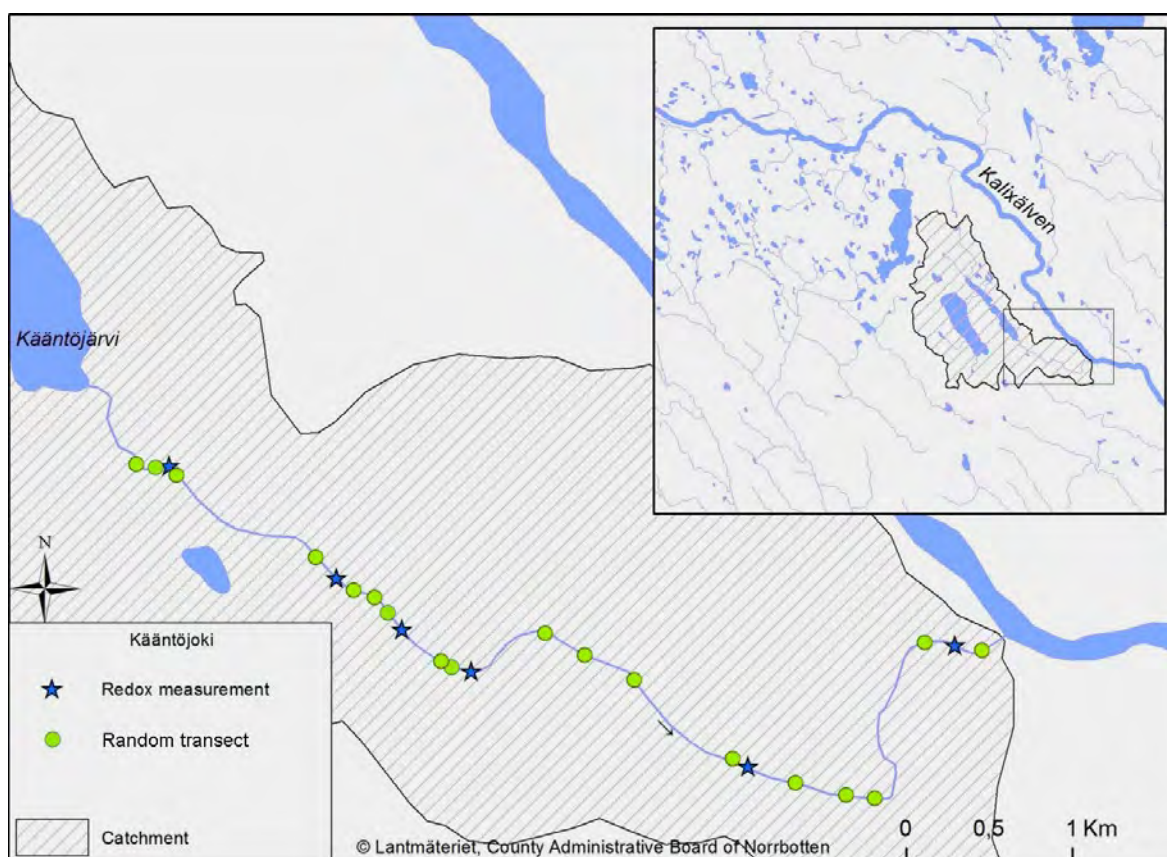 Kalixälven
Kääntöjärvi
N
Kääntöjoki
Redox measurement
Random transect
Catchment
© Lantmäteriet, County Administrative Board of Norrbotten
0 0,5 1 Km